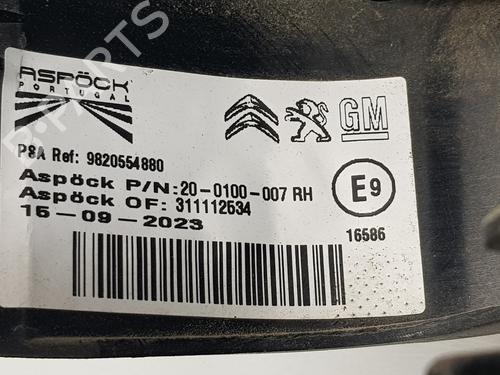 ASPÖCK
PORTUGAL
GM
PSA Ref: 9820554880
Aspöck P/N:20-0100-007 RH
Aspöck OF: 311112534
16-09-2023
E9
16586
B-PARTS